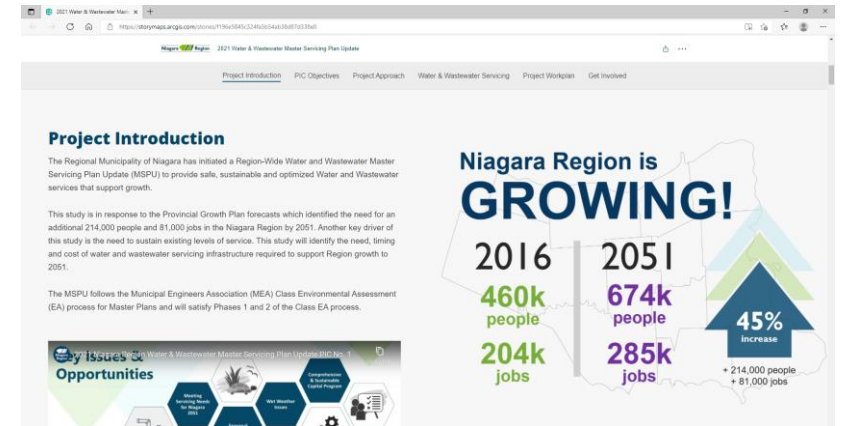 2021 Water & Wastewater Mast
https://storymaps.arcgis.com/stories/
Niagara Region 2021 Water & Wastewater Master Servicing Plan Update
Project Introduction PIC Objectives Project Approach Water & Wastewater Servicing Project Workplan Get Involved
Project Introduction
The Regional Municipality of Niagara has initiated a Region-Wide Water and Wastewater Master
Servicing Plan Update (MSPU) to provide safe, sustainable and optimized Water and Wastewater
services that support growth.
This study is in response to the Provincial Growth Plan forecasts which identified the need for an
additional 214,000 people and 81,000 jobs in the Niagara Region by 2051. Another key driver of
this study is the need to sustain existing levels of service. This study will identify the need, timing
and cost of water and wastewater servicing infrastructure required to support Region growth to
2051.
The MSPU follows the Municipal Engineers Association (MEA) Class Environmental Assessment
(EA) process for Master Plans and will satisfy Phases 1 and 2 of the Class EA process.
2021 Niagara Region Water & Wastewater Master Servicing Plan Update PIC No. 1
Key Issues &
Opportunities
Meeting
Servicing Needs
for Niagara
2051
Wet Weather
Issues
Comprehensive
& Sustainable
Capital Program
Niagara Region is
GROWING!
2016
460k
people
204k
jobs
2051
674k
people
285k
jobs
45%
increase
+ 214,000 people
+ 81,000 jobs